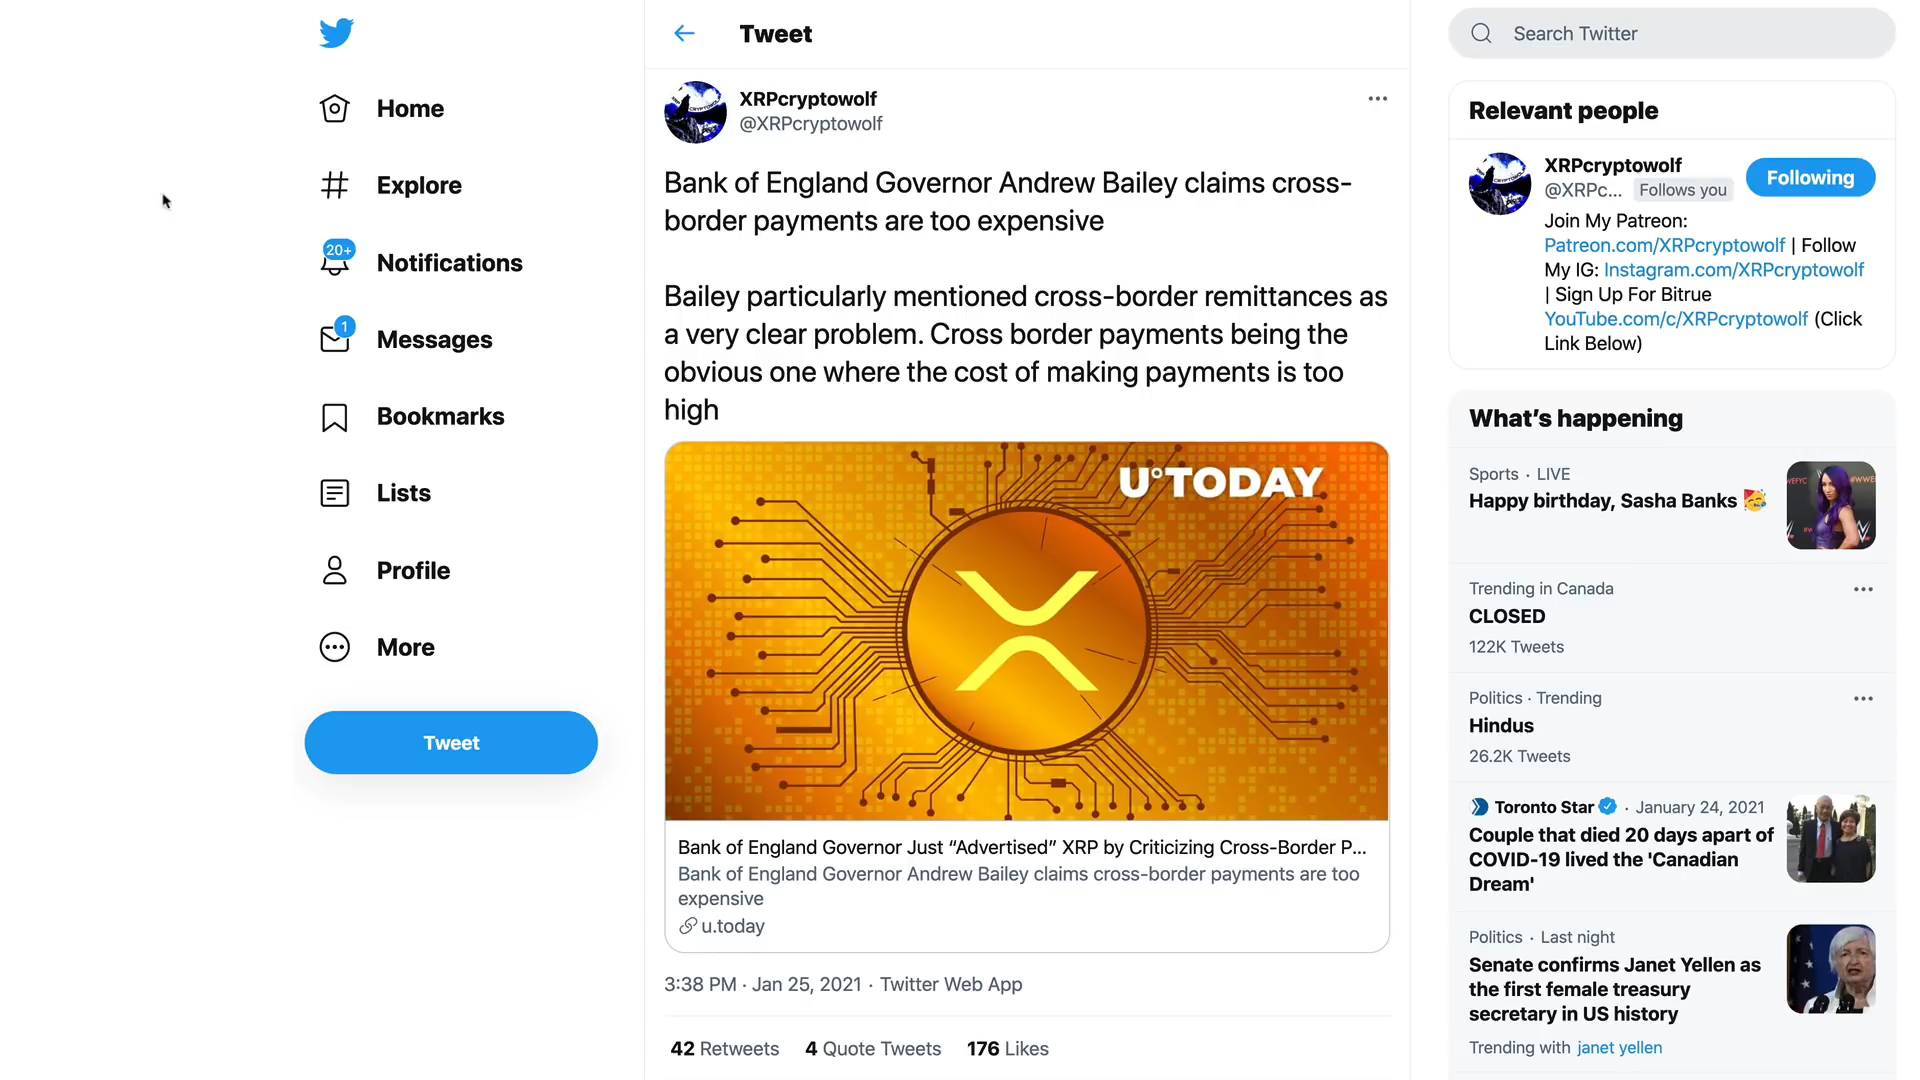 Home
Explore
20+
Notifications
1
Messages
Bookmarks
Lists
Profile
More
Tweet
Tweet
XRPcryptowolf
@XRPcryptowolf
Bank of England Governor Andrew Bailey claims cross-
border payments are too expensive
Bailey particularly mentioned cross-border remittances as
a very clear problem. Cross border payments being the
obvious one where the cost of making payments is too
high
U°TODAY
Bank of England Governor Just “Advertised” XRP by Criticizing Cross-Border P...
Bank of England Governor Andrew Bailey claims cross-border payments are too
expensive
u.today
3:38 PM · Jan 25, 2021 · Twitter Web App
42 Retweets 4 Quote Tweets 176 Likes
Search Twitter
Relevant people
XRPcryptowolf
@XRPc... Follows you
Following
Join My Patreon:
Patreon.com/XRPcryptowolf | Follow
My IG: Instagram.com/XRPcryptowolf
| Sign Up For Bitrue
YouTube.com/c/XRPcryptowolf (Click
Link Below)
What’s happening
Sports · LIVE
Happy birthday, Sasha Banks 🥳
Trending in Canada
CLOSED
122K Tweets
Politics · Trending
Hindus
26.2K Tweets
Toronto Star · January 24, 2021
Couple that died 20 days apart of
COVID-19 lived the 'Canadian
Dream'
Politics · Last night
Senate confirms Janet Yellen as
the first female treasury
secretary in US history
Trending with janet yellen